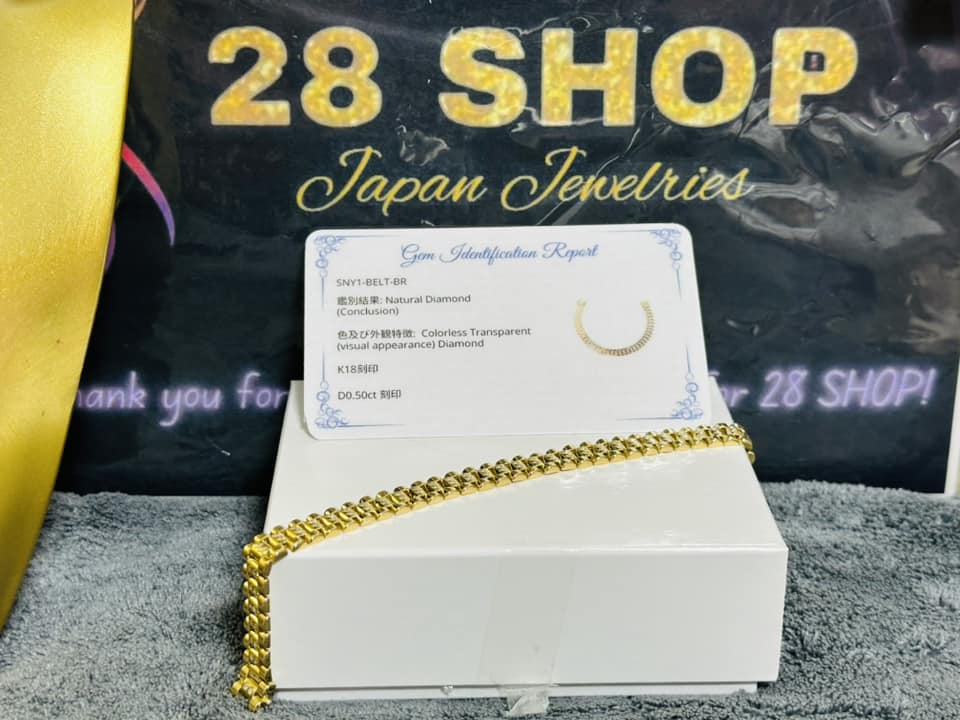 28 SHOP
Japan Jewelries
Gem Identification Report
SNY1-BELT-BR
鑑別結果: Natural Diamond
(Conclusion)
色及び外観特徴: Colorless Transparent
(visual appearance) Diamond
K18刻印
D0.50ct 刻印
hank you for 28 SHOP!